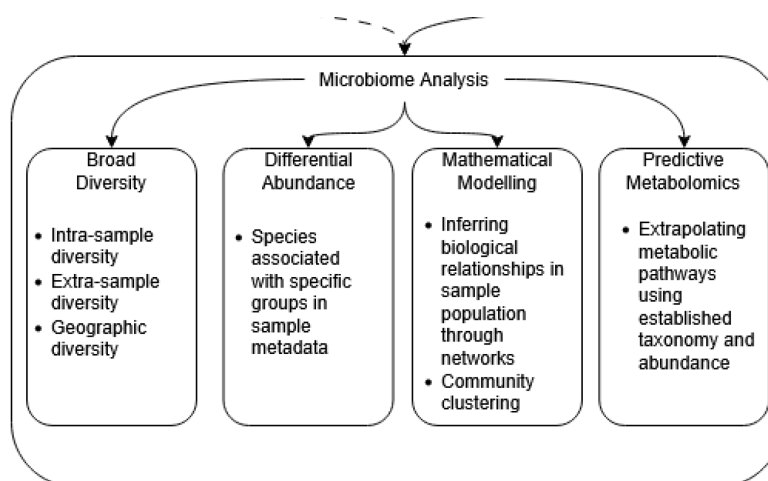 Microbiome Analysis
Broad
Diversity
• Intra-sample
diversity
• Extra-sample
diversity
• Geographic
diversity
Differential
Abundance
• Species
associated
with specific
groups in
sample
metadata
Mathematical
Modelling
• Inferring
biological
relationships in
sample
population
through
networks
• Community
clustering
Predictive
Metabolomics
• Extrapolating
metabolic
pathways
using
established
taxonomy and
abundance